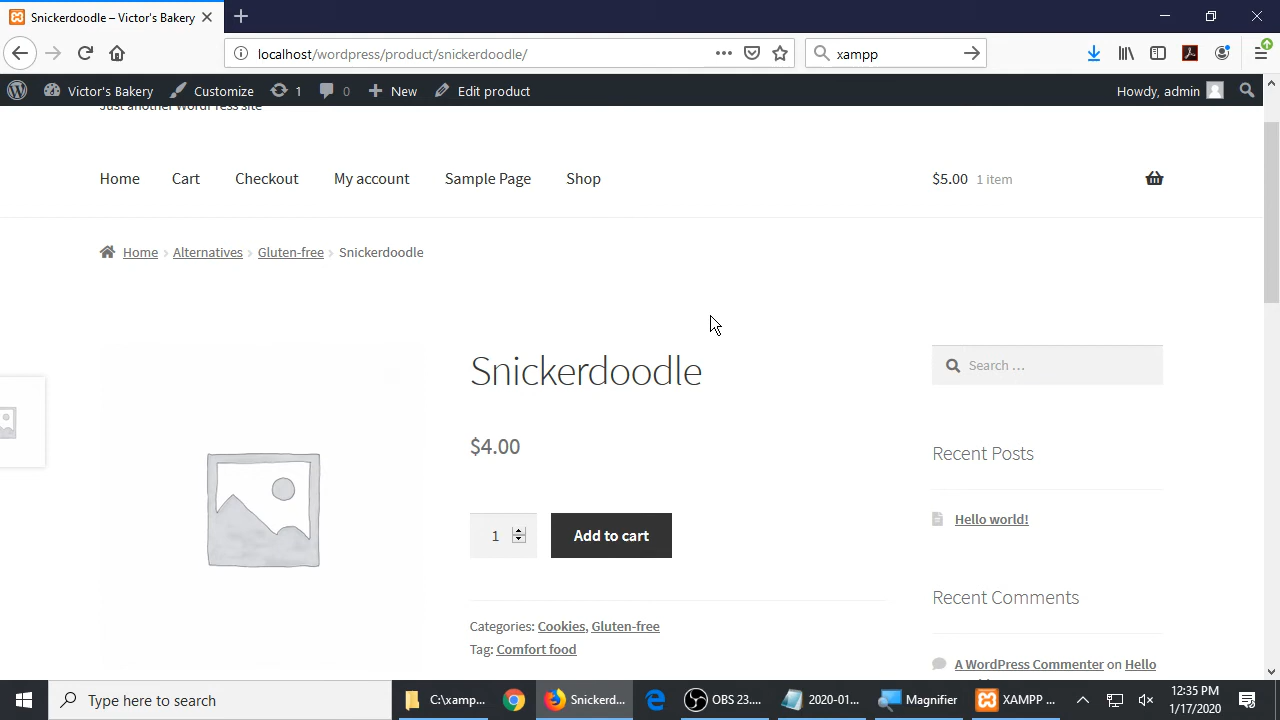 Snickerdoodle – Victor's Bakery
localhost/wordpress/product/snickerdoodle/
xampp
Victor's Bakery
Customize
1
0
New
Edit product
Howdy, admin
Just another WordPress site
Home
Cart
Checkout
My account
Sample Page
Shop
$5.00 1 item
Home › Alternatives › Gluten-free › Snickerdoodle
Snickerdoodle
$4.00
1
Add to cart
Categories: Cookies, Gluten-free
Tag: Comfort food
Search …
Recent Posts
Hello world!
Recent Comments
A WordPress Commenter on Hello
Type here to search
C:\xamp...
Snickerd...
OBS 23....
2020-01...
Magnifier
XAMPP ...
12:35 PM
1/17/2020